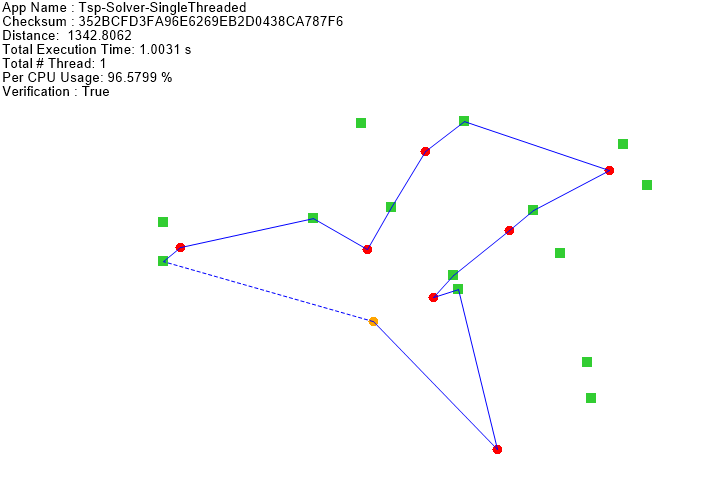 App Name : Tsp-Solver-SingleThreaded
Checksum : 352BCFD3FA96E6269EB2D0438CA787F6
Distance:  1342.8062
Total Execution Time: 1.0031 s
Total # Thread: 1
Per CPU Usage: 96.5799 %
Verification : True